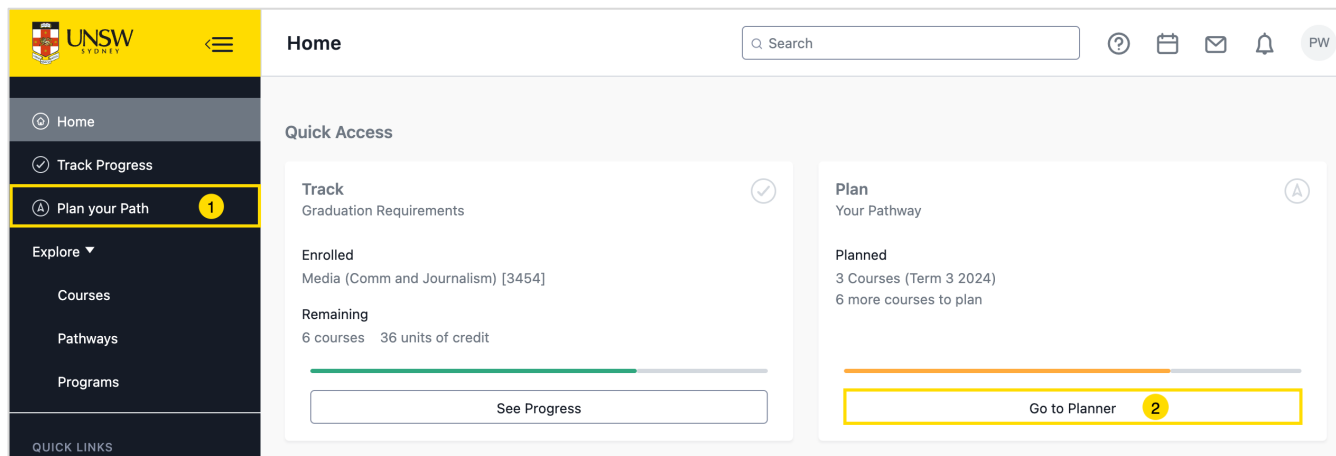 UNSW
SYDNEY
Home
Search
PW
Home
Track Progress
Plan your Path 1
Explore
Courses
Pathways
Programs
QUICK LINKS
Quick Access
Track
Graduation Requirements
Enrolled
Media (Comm and Journalism) [3454]
Remaining
6 courses 36 units of credit
See Progress
A
Plan
Your Pathway
Planned
3 Courses (Term 3 2024)
6 more courses to plan
Go to Planner 2
A